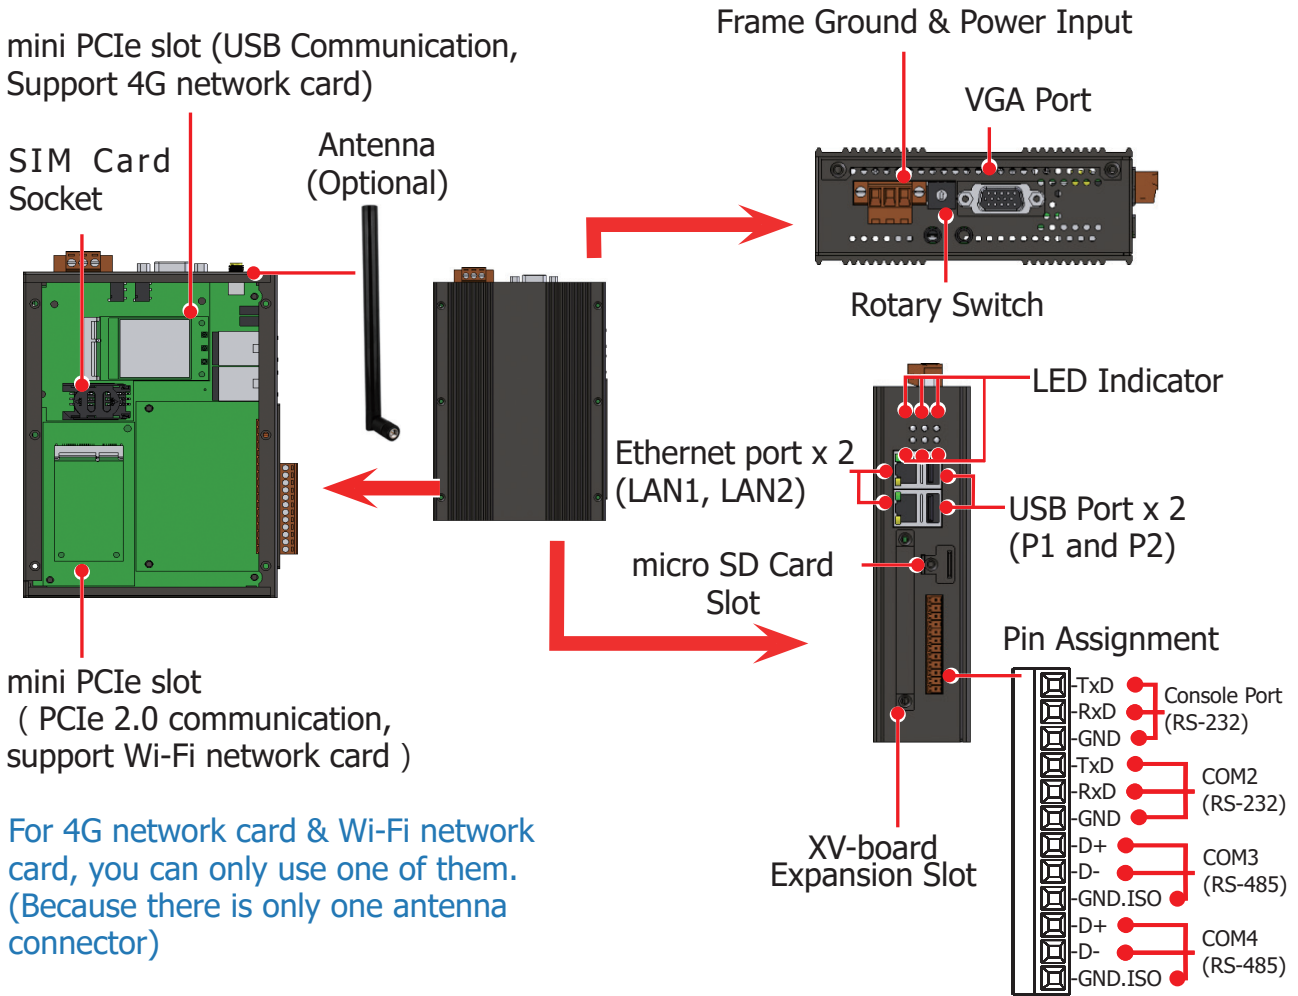 Frame Ground & Power Input
mini PCIe slot (USB Communication,
Support 4G network card)
VGA Port
SIM Card
Socket
Antenna
(Optional)
Rotary Switch
LED Indicator
Ethernet port x 2
(LAN1, LAN2)
USB Port x 2
(P1 and P2)
micro SD Card
Slot
Pin Assignment
mini PCIe slot
( PCIe 2.0 communication,
support Wi-Fi network card )
TxD
RxD
GND
Console Port
(RS-232)
TxD
RxD
GND
COM2
(RS-232)
D+
D-
GND.ISO
COM3
(RS-485)
D+
D-
GND.ISO
COM4
(RS-485)
XV-board
Expansion Slot
For 4G network card & Wi-Fi network
card, you can only use one of them.
(Because there is only one antenna
connector)